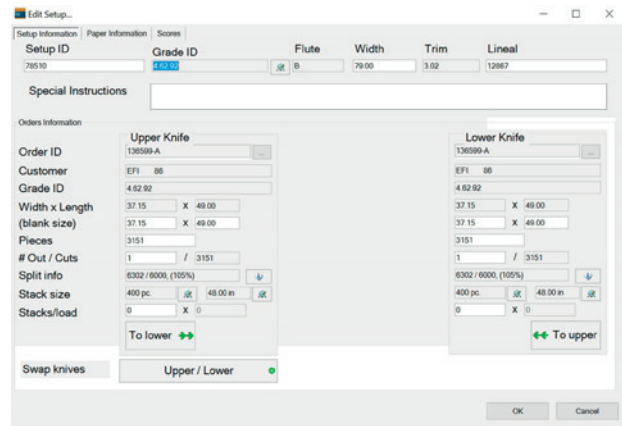 Edit Setup...
Setup Information Paper Information Scores
Setup ID Grade ID Flute Width Trim Lineal
78510 4.62.92 B 79.00 3.02 12867
Special Instructions
Orders Information
Upper Knife Lower Knife
Order ID 136599-A ... 136599-A ...
Customer EFI 86 EFI 86
Grade ID 4.62.92 4.62.92
Width x Length 37.15 X 49.00 37.15 X 49.00
(blank size) 37.15 X 49.00 37.15 X 49.00
Pieces 3151 3151
# Out / Cuts 1 / 3151 1 / 3151
Split info 6302 / 6000, (105%) 6302 / 6000, (105%)
Stack size 400 pc. 48.00 in 400 pc. 48.00 in
Stacks/load 0 X 0 0 X 0
To lower To upper
Swap knives Upper / Lower
OK Cancel